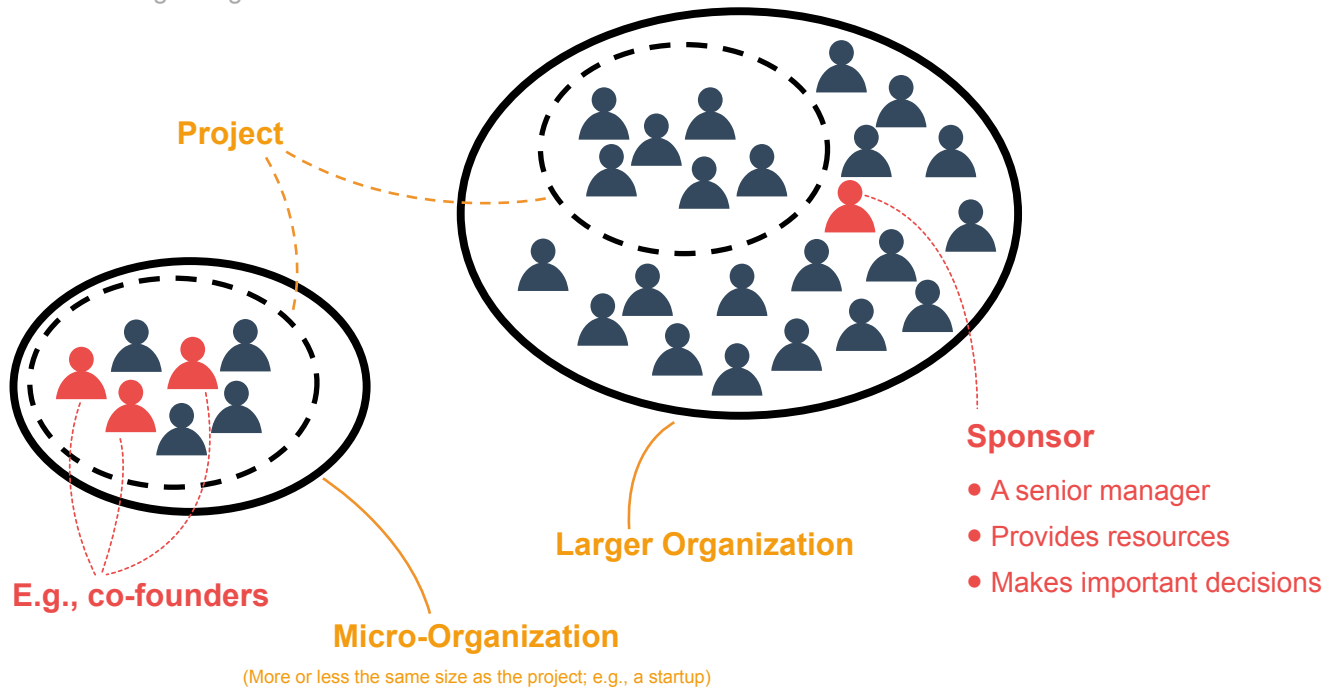 Project
Sponsor
● A senior manager
● Provides resources
● Makes important decisions
Larger Organization
E.g., co-founders
Micro-Organization
(More or less the same size as the project; e.g., a startup)